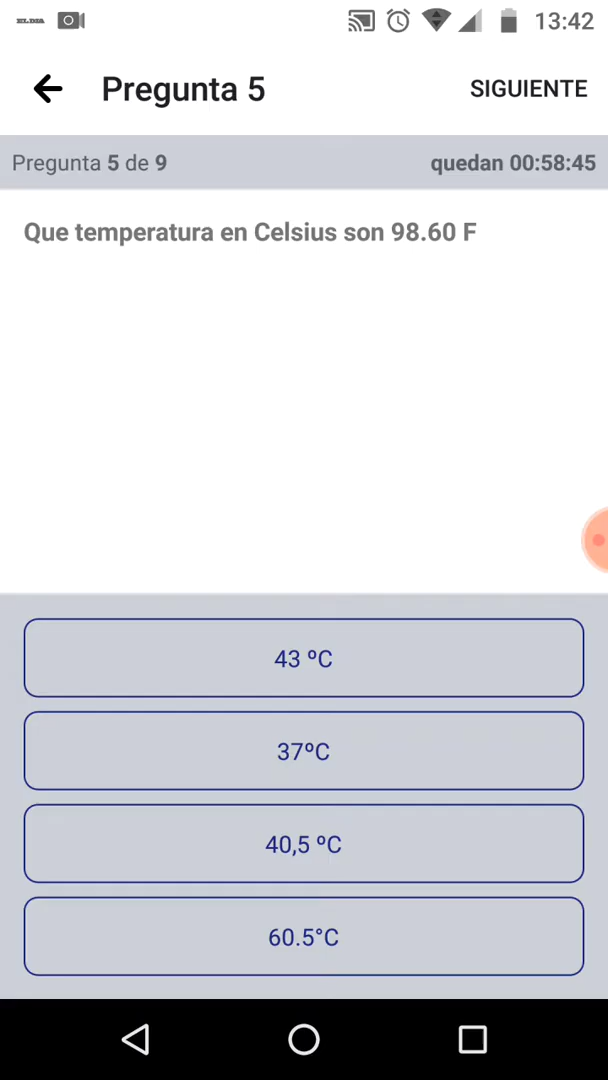 13:42
Pregunta 5
SIGUIENTE
Pregunta 5 de 9
quedan 00:58:45
Que temperatura en Celsius son 98.60 F
43 ºC
37ºC
40,5 ºC
60.5°C